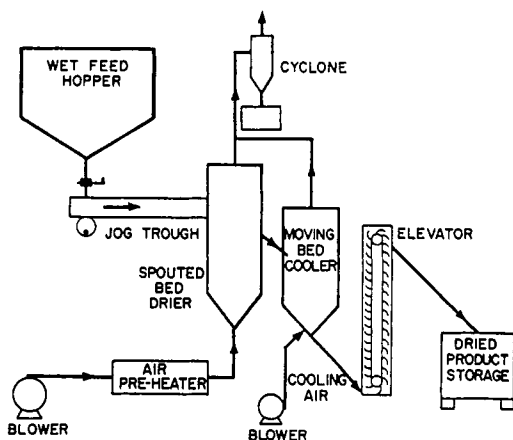 WET FEED
HOPPER
CYCLONE
JOG TROUGH
SPOUTED
BED
DRIER
MOVING
BED
COOLER
ELEVATOR
AIR
PRE-HEATER
BLOWER
COOLING
AIR
BLOWER
DRIED
PRODUCT
STORAGE